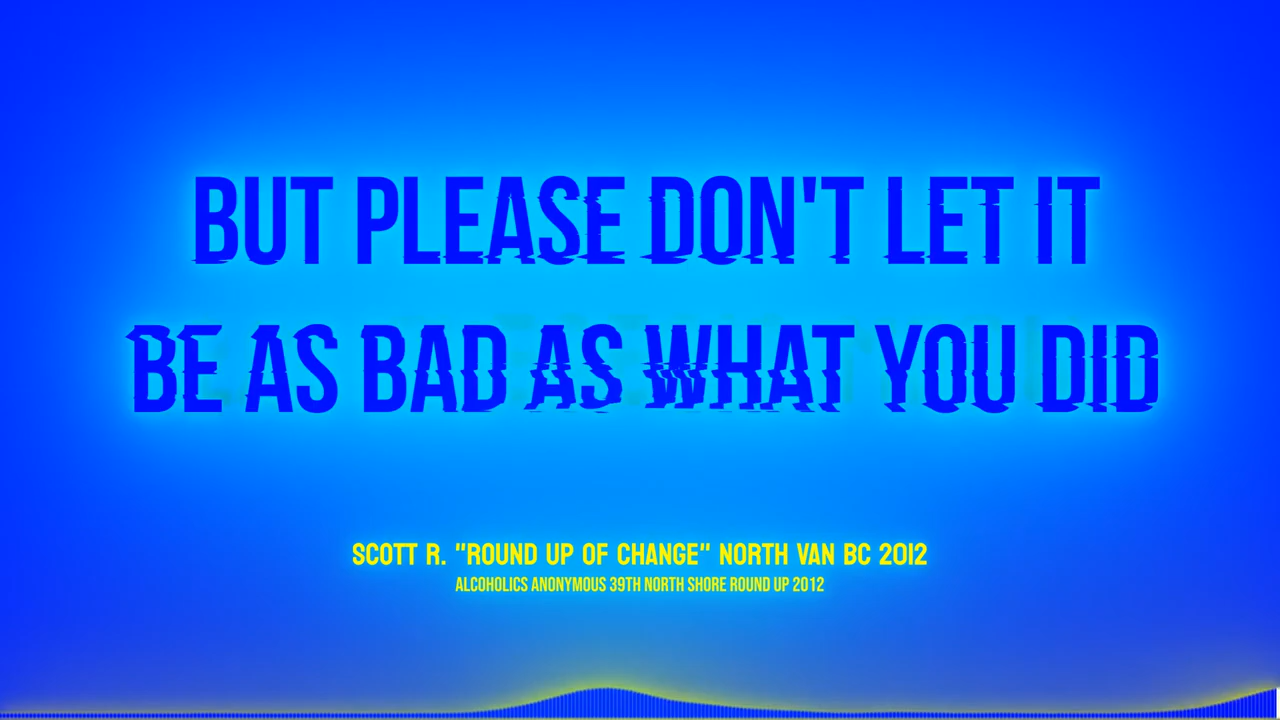 BUT PLEASE DON'T LET IT
BE AS BAD AS WHAT YOU DID
SCOTT R. "ROUND UP OF CHANGE" NORTH VAN BC 2012
ALCOHOLICS ANONYMOUS 39TH NORTH SHORE ROUND UP 2012